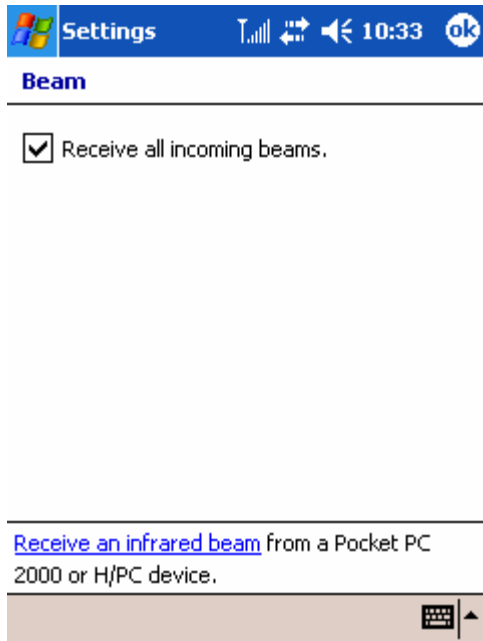 Settings 10:33 ok
Beam
Receive all incoming beams.
Receive an infrared beam from a Pocket PC
2000 or H/PC device.